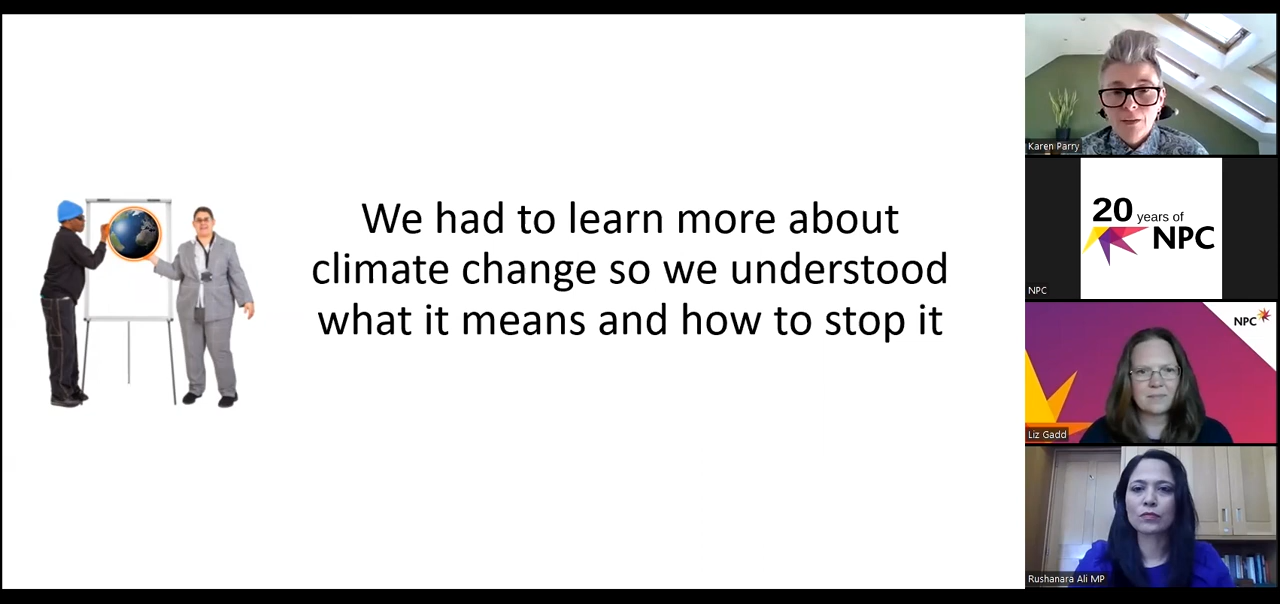 We had to learn more about
climate change so we understood
what it means and how to stop it
Karen Parry
20 years of
NPC
NPC
NPC
Liz Gadd
Rushanara Ali MP